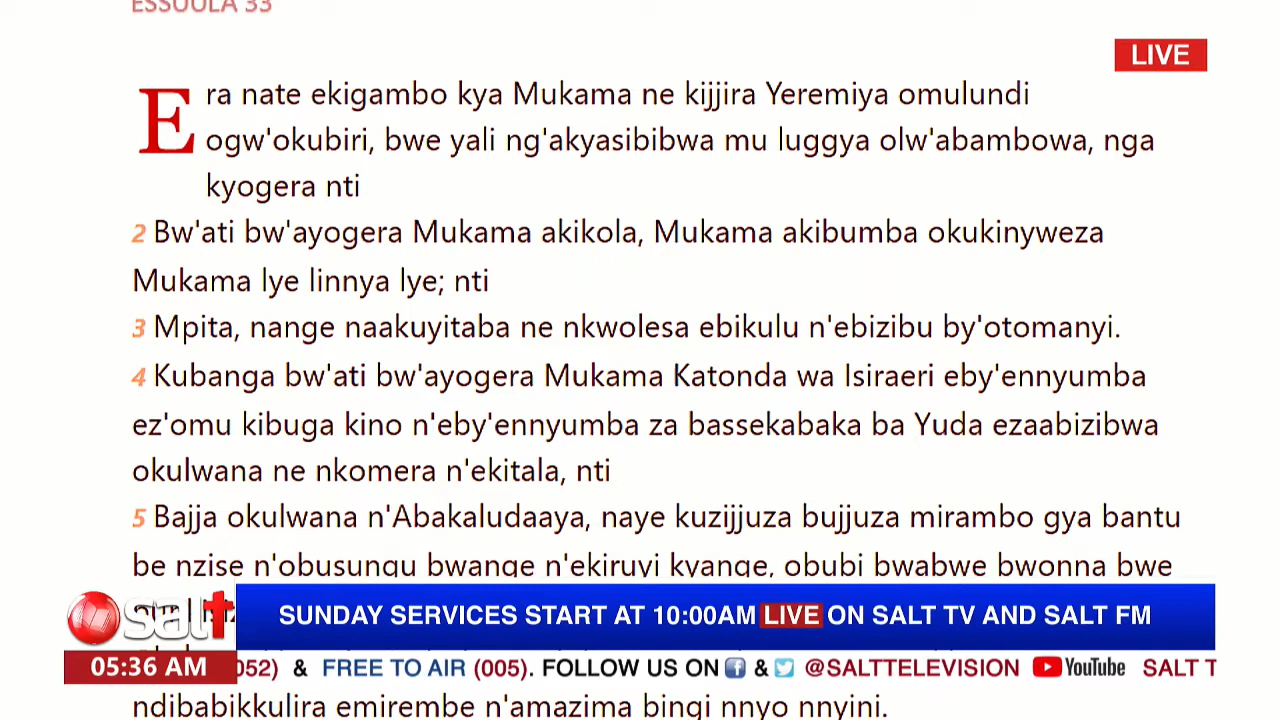 ESSUULA 33
LIVE
Era nate ekigambo kya Mukama ne kijjira Yeremiya omulundi
ogw'okubiri, bwe yali ng'akyasibibwa mu luggya olw'abambowa, nga
kyogera nti
2 Bw'ati bw'ayogera Mukama akikola, Mukama akibumba okukinyweza
Mukama lye linnya lye; nti
3 Mpita, nange naakuyitaba ne nkwolesa ebikulu n'ebizibu by'otomanyi.
4 Kubanga bw'ati bw'ayogera Mukama Katonda wa Isiraeri eby'ennyumba
ez'omu kibuga kino n'eby'ennyumba za bassekabaka ba Yuda ezaabizibwa
okulwana ne nkomera n'ekitala, nti
5 Bajja okulwana n'Abakaludaaya, naye kuzijjuza bujjuza mirambo gya bantu
be nzise n'obusungu bwange n'ekiruyi kyange, obubi bwabwe bwonna bwe
salt
SUNDAY SERVICES START AT 10:00AM LIVE ON SALT TV AND SALT FM
05:36 AM
052) & FREE TO AIR (005). FOLLOW US ON & @SALTTELEVISION YouTube SALT T
ndibabikkulira emirembe n'amazima bingi nnyo nnyini.